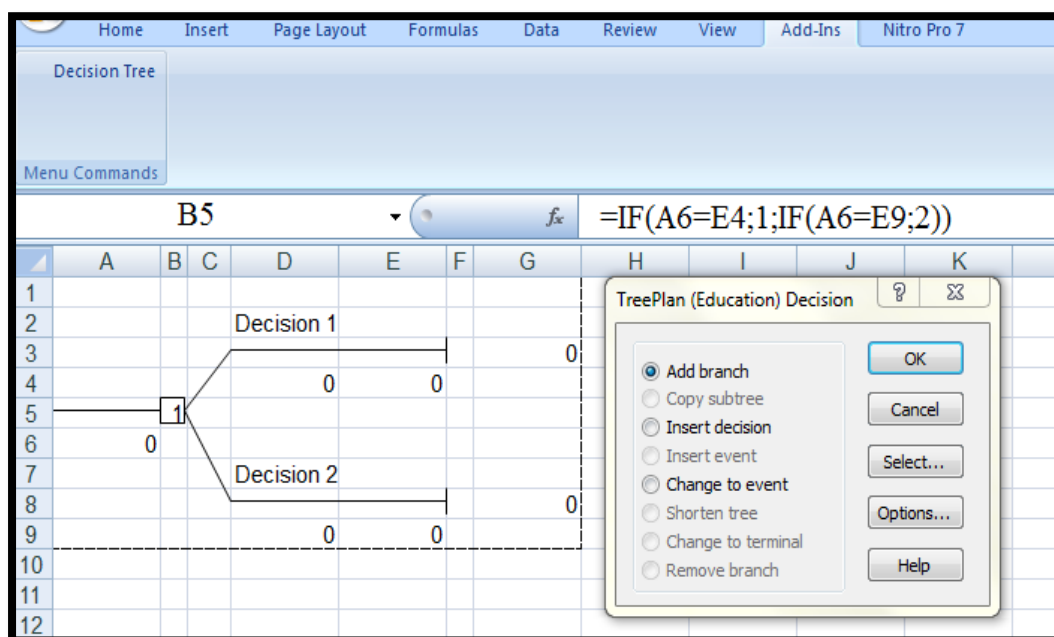 Home Insert Page Layout Formulas Data Review View Add-Ins Nitro Pro 7
Decision Tree
Menu Commands
B5 fx =IF(A6=E4;1;IF(A6=E9;2))
A B C D E F G H I J K
1
2 Decision 1
3 0
4 0 0
5 1
6 0
7 Decision 2
8 0
9 0 0
10
11
12
TreePlan (Education) Decision ?
Add branch
Copy subtree
Insert decision
Insert event
Change to event
Shorten tree
Change to terminal
Remove branch
OK
Cancel
Select...
Options...
Help